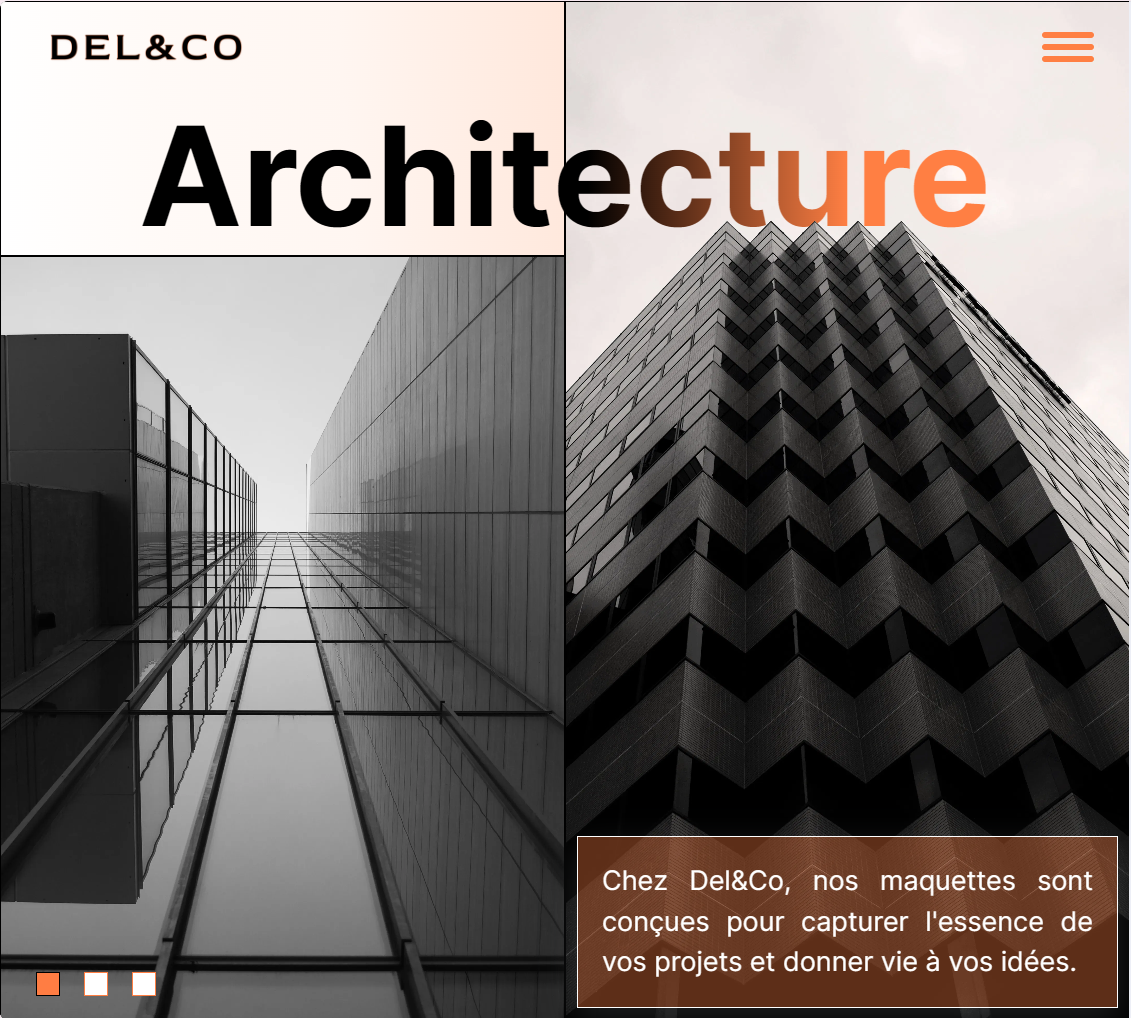 DEL&CO
Architecture
Chez Del&Co, nos maquettes sont
conçues pour capturer l'essence de
vos projets et donner vie à vos idées.